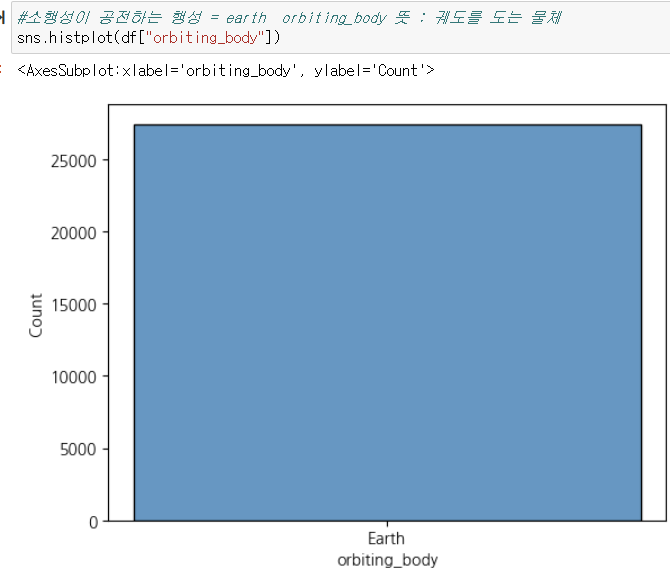 #소행성이 공전하는 행성 = earth  orbiting_body 뜻 : 궤도를 도는 물체
sns.histplot(df["orbiting_body"])
<AxesSubplot:xlabel='orbiting_body', ylabel='Count'>
25000
20000
15000
10000
5000
0
Count
Earth
orbiting_body